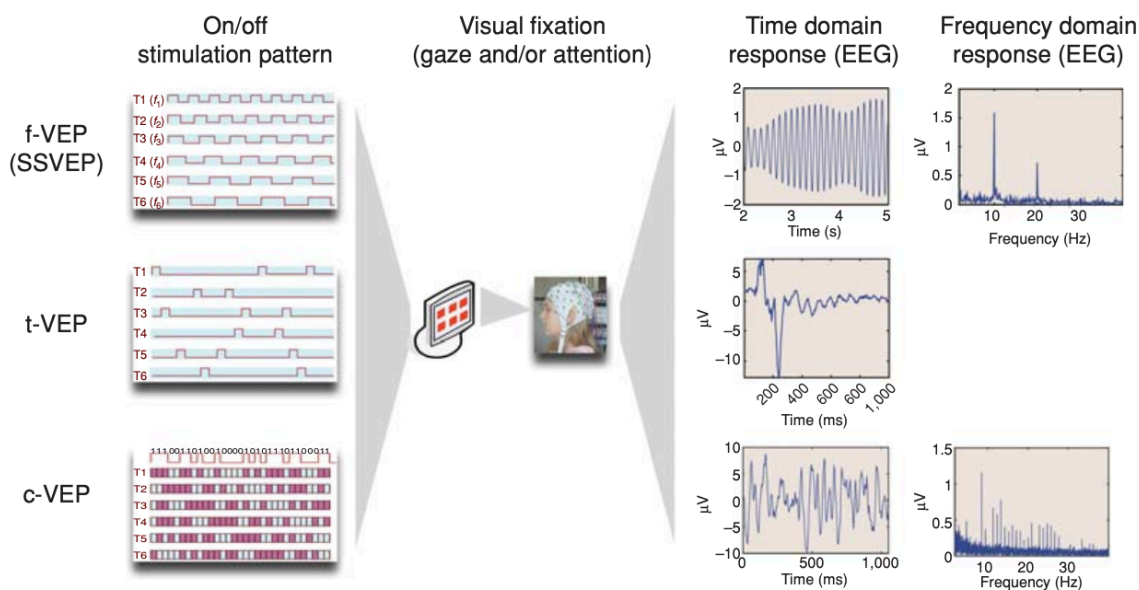 On/off
stimulation pattern
Visual fixation
(gaze and/or attention)
Time domain
response (EEG)
Frequency domain
response (EEG)
f-VEP
(SSVEP)
T1 (f₁)
T2 (f₂)
T3 (f₃)
T4 (f₄)
T5 (f₅)
T6 (f₆)
2
1
0
−1
−2
μV
2
3
4
5
Time (s)
2
1.5
1
0.5
0
μV
10
20
30
Frequency (Hz)
t-VEP
T1
T2
T3
T4
T5
T6
5
0
−5
−10
μV
200
400
600
600
1,000
Time (ms)
c-VEP
T1
T2
T3
T4
T5
T6
10
5
0
−5
−10
μV
0
500
1,000
Time (ms)
1.5
1
0.5
0
μV
10
20
30
Frequency (Hz)